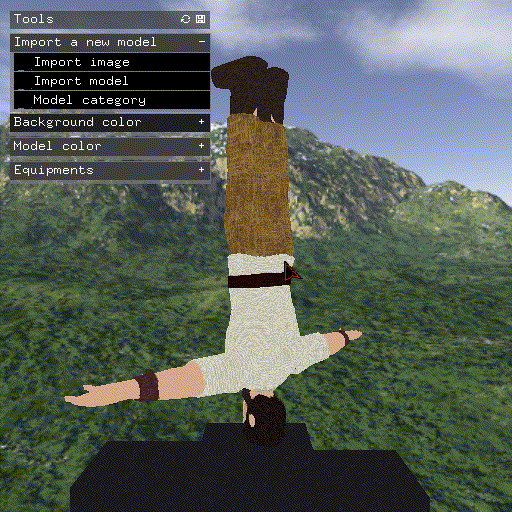 Tools
Import a new model -
_ Import image
_ Import model
_ Model category
Background color +
Model color +
Equipments +